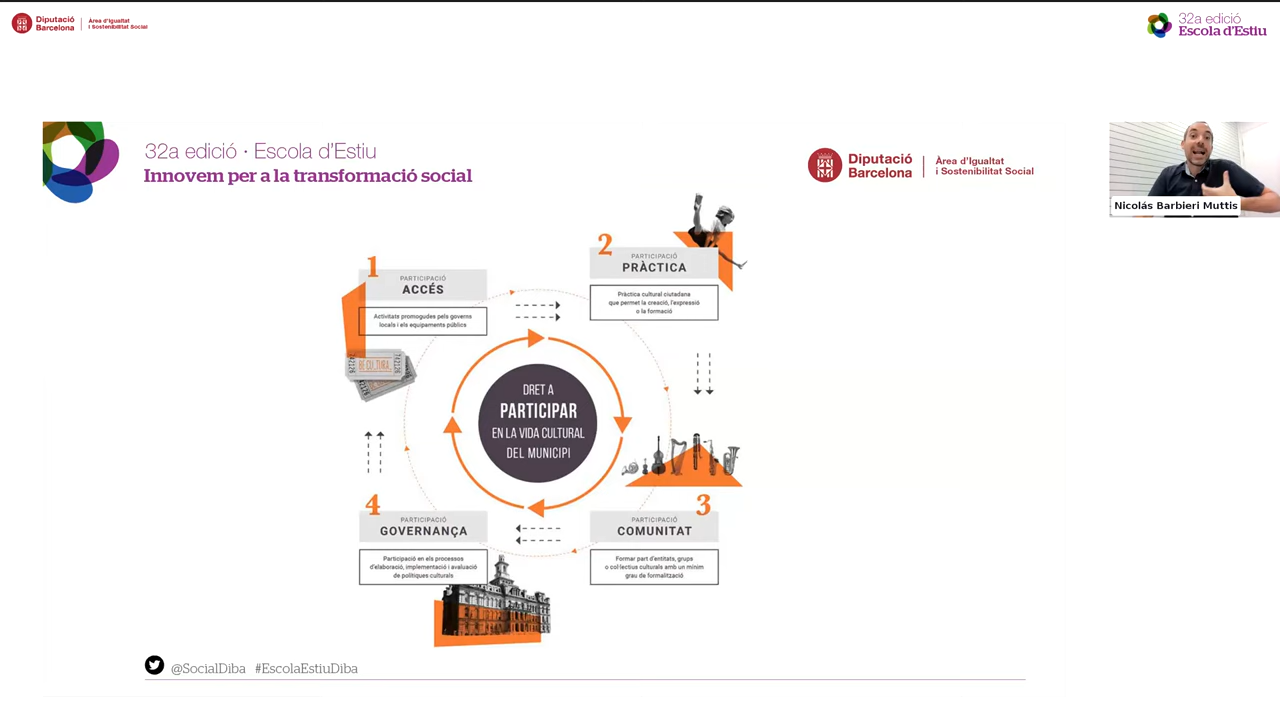 Diputació
Barcelona
Àrea d'Igualtat
i Sostenibilitat Social
32a edició
Escola d'Estiu
32a edició · Escola d'Estiu
Innovem per a la transformació social
Diputació
Barcelona
Àrea d'Igualtat
i Sostenibilitat Social
Nicolás Barbieri Muttis
1
PARTICIPACIÓ
ACCÉS
Activitats promogudes pels governs
locals i els equipaments públics
BE CULTURA
2
PARTICIPACIÓ
PRÀCTICA
Pràctica cultural ciutadana
que permet la creació, l'expressió
o la formació
DRET A
PARTICIPAR
EN LA VIDA CULTURAL
DEL MUNICIPI
4
PARTICIPACIÓ
GOVERNANÇA
Participació en els processos
d'elaboració, implementació i avaluació
de polítiques culturals
3
PARTICIPACIÓ
COMUNITAT
Formar part d'entitats, grups
o col·lectius culturals amb un mínim
grau de formalització
@SocialDiba #EscolaEstiuDiba